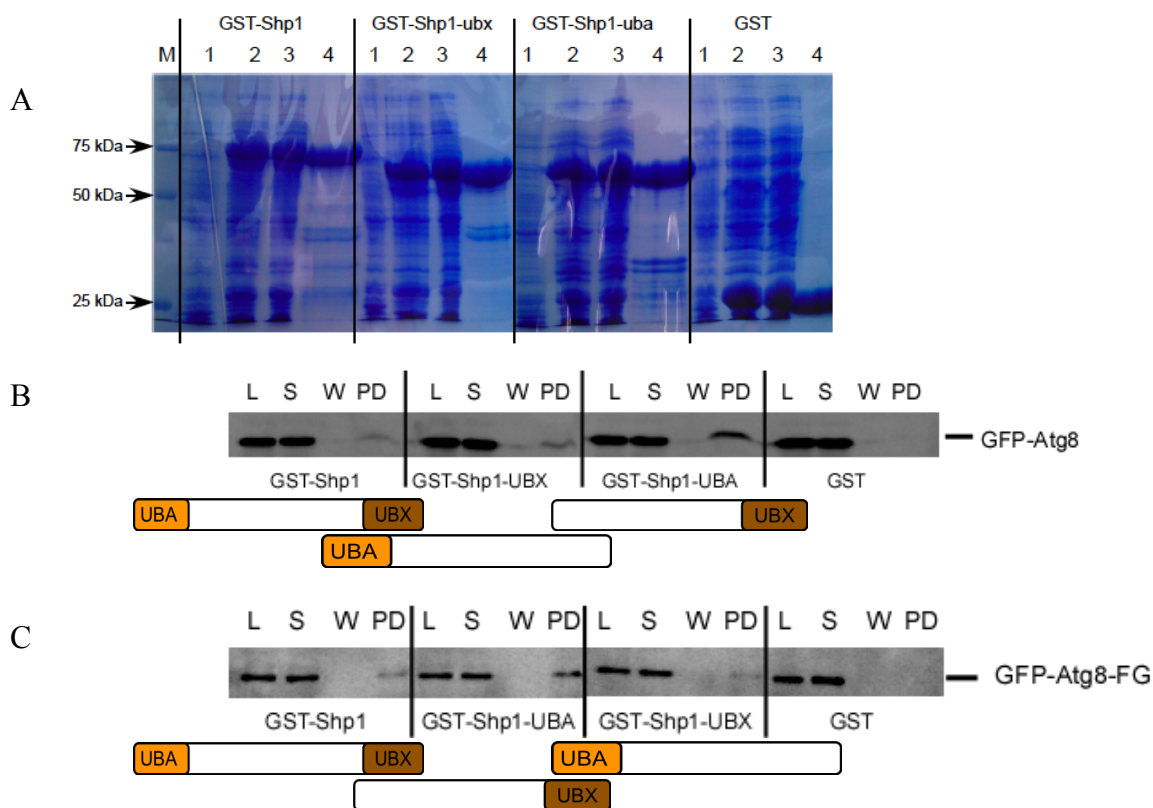 GST-Shp1 GST-Shp1-ubx GST-Shp1-uba GST
M 1 2 3 4 1 2 3 4 1 2 3 4 1 2 3 4
A
75 kDa
50 kDa
25 kDa
B
L S W PD L S W PD L S W PD L S W PD
GFP-Atg8
GST-Shp1 GST-Shp1-UBX GST-Shp1-UBA GST
UBA UBX UBX
UBA
C
L S W PD L S W PD L S W PD L S W PD
GFP-Atg8-FG
GST-Shp1 GST-Shp1-UBA GST-Shp1-UBX GST
UBA UBX UBA
UBX